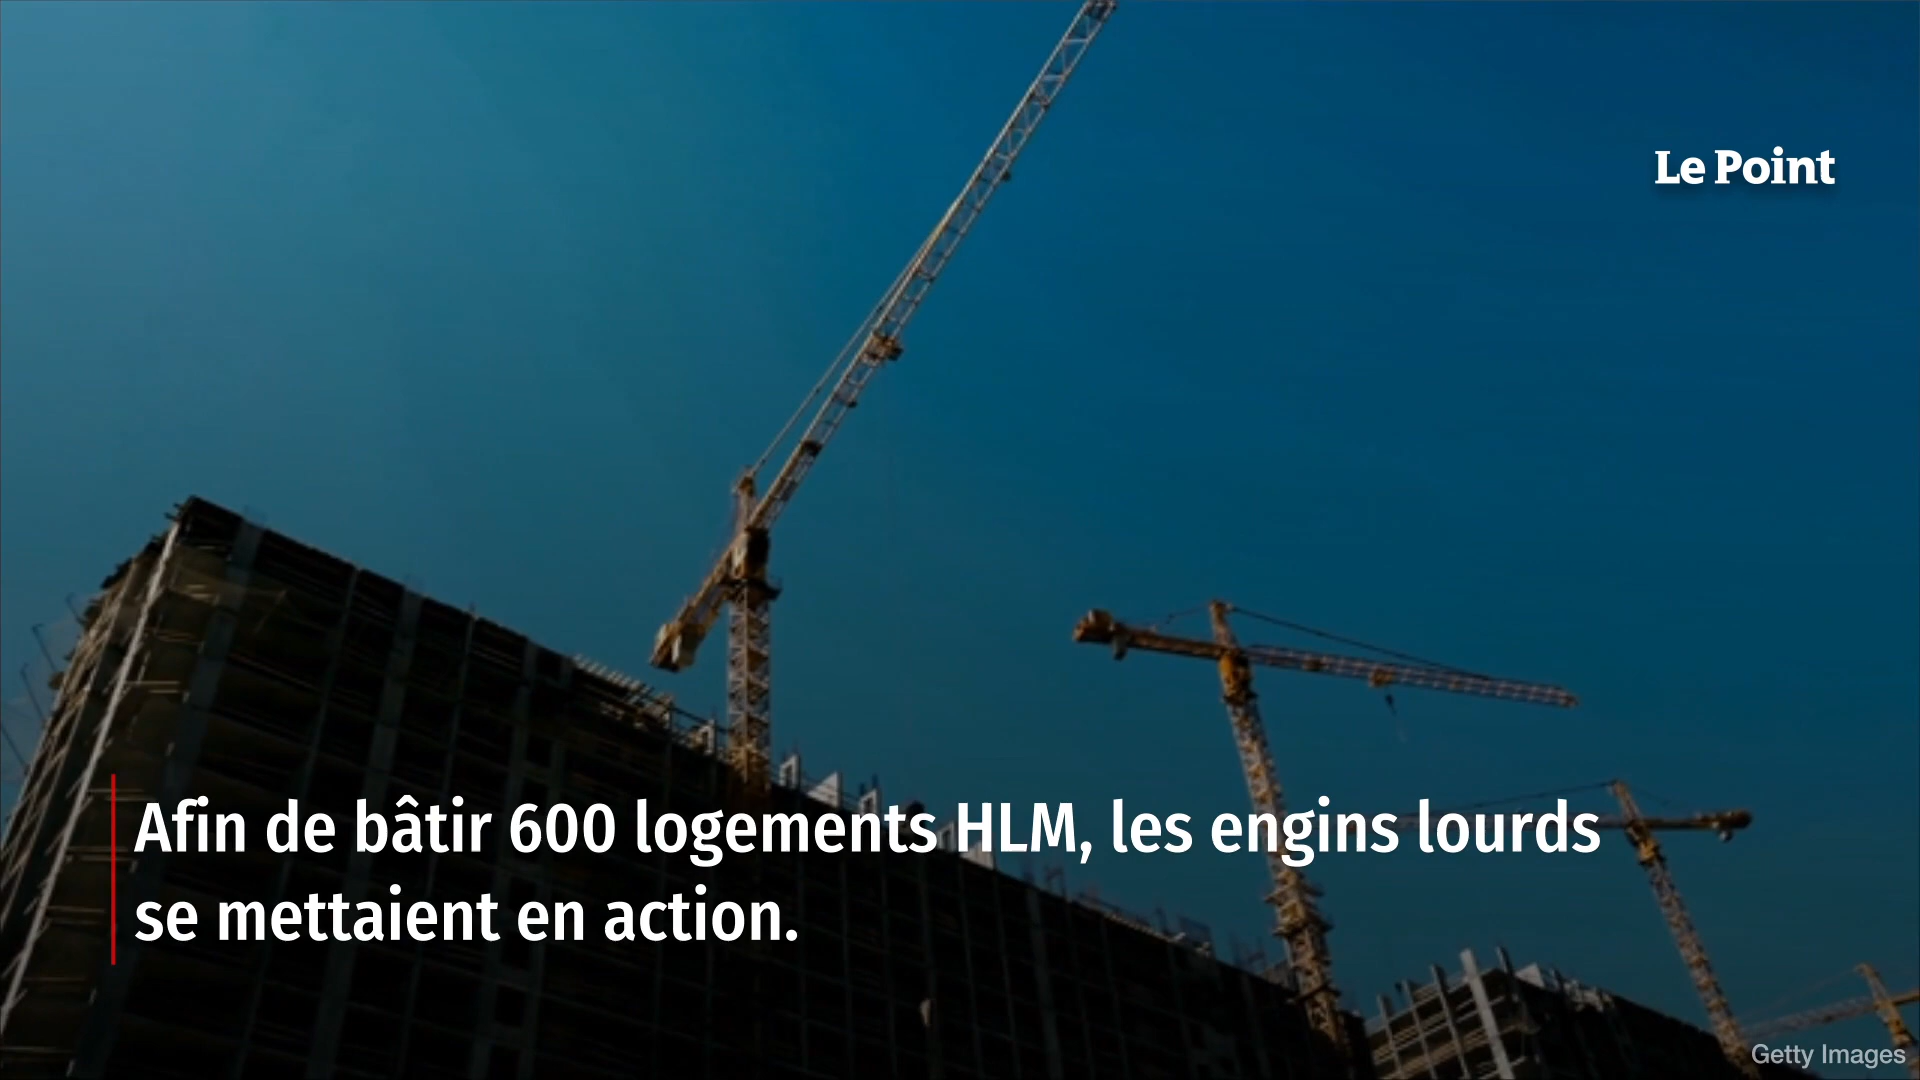 Le Point
Afin de bâtir 600 logements HLM, les engins lourds
se mettaient en action.
Getty Images